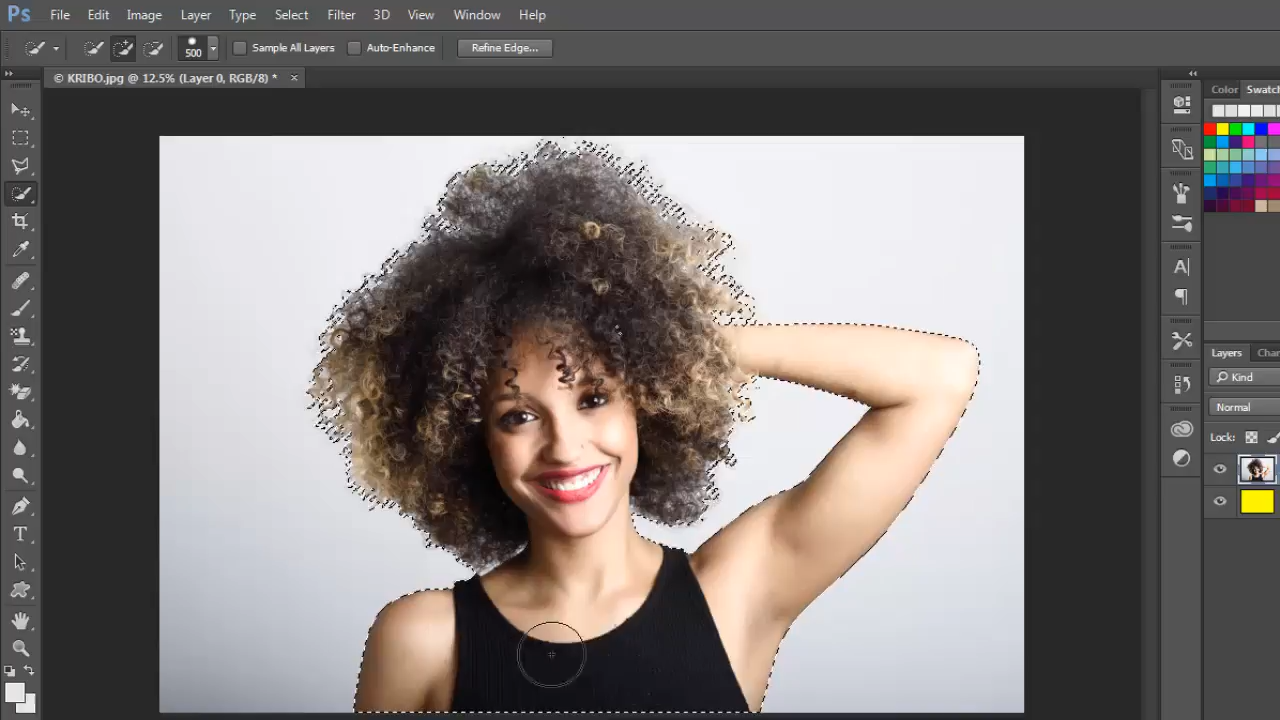 Ps File Edit Image Layer Type Select Filter 3D View Window Help
500 Sample All Layers Auto-Enhance Refine Edge...
© KRIBO.jpg @ 12.5% (Layer 0, RGB/8) * ×
Color Swatch
Layers Char
Kind
Normal
Lock: